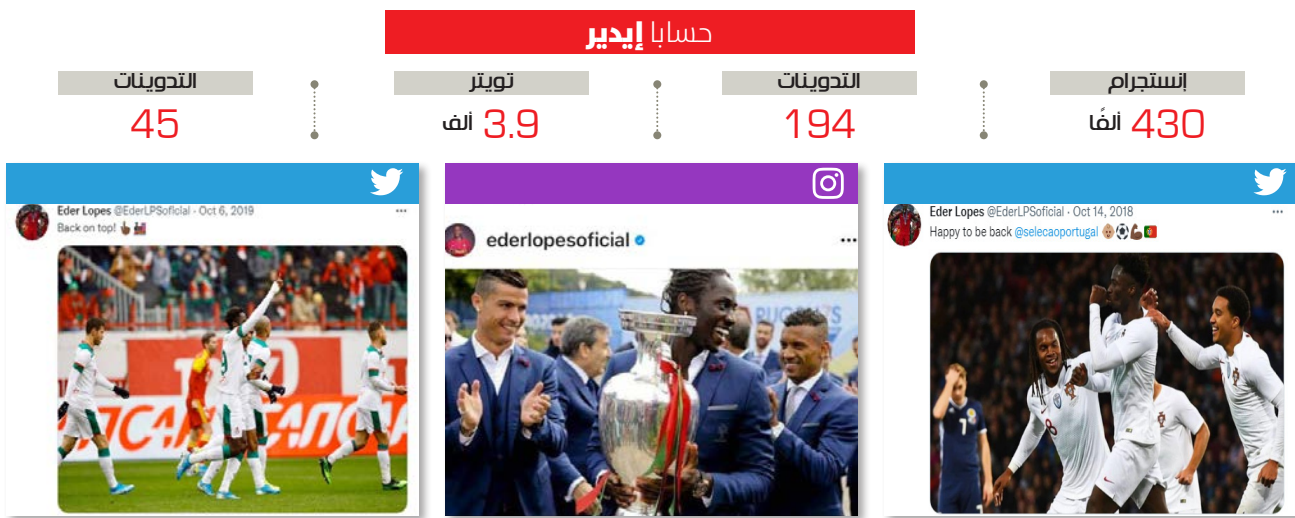 حسابا إيدير
إنستجرام
430 ألفًا
التدوينات
194
تويتر
3.9 ألف
التدوينات
45
Eder Lopes @EderLPSoficial · Oct 14, 2018
Happy to be back @selecaoportugal
ederlopesoficial
Eder Lopes @EderLPSoficial · Oct 6, 2019
Back on top!